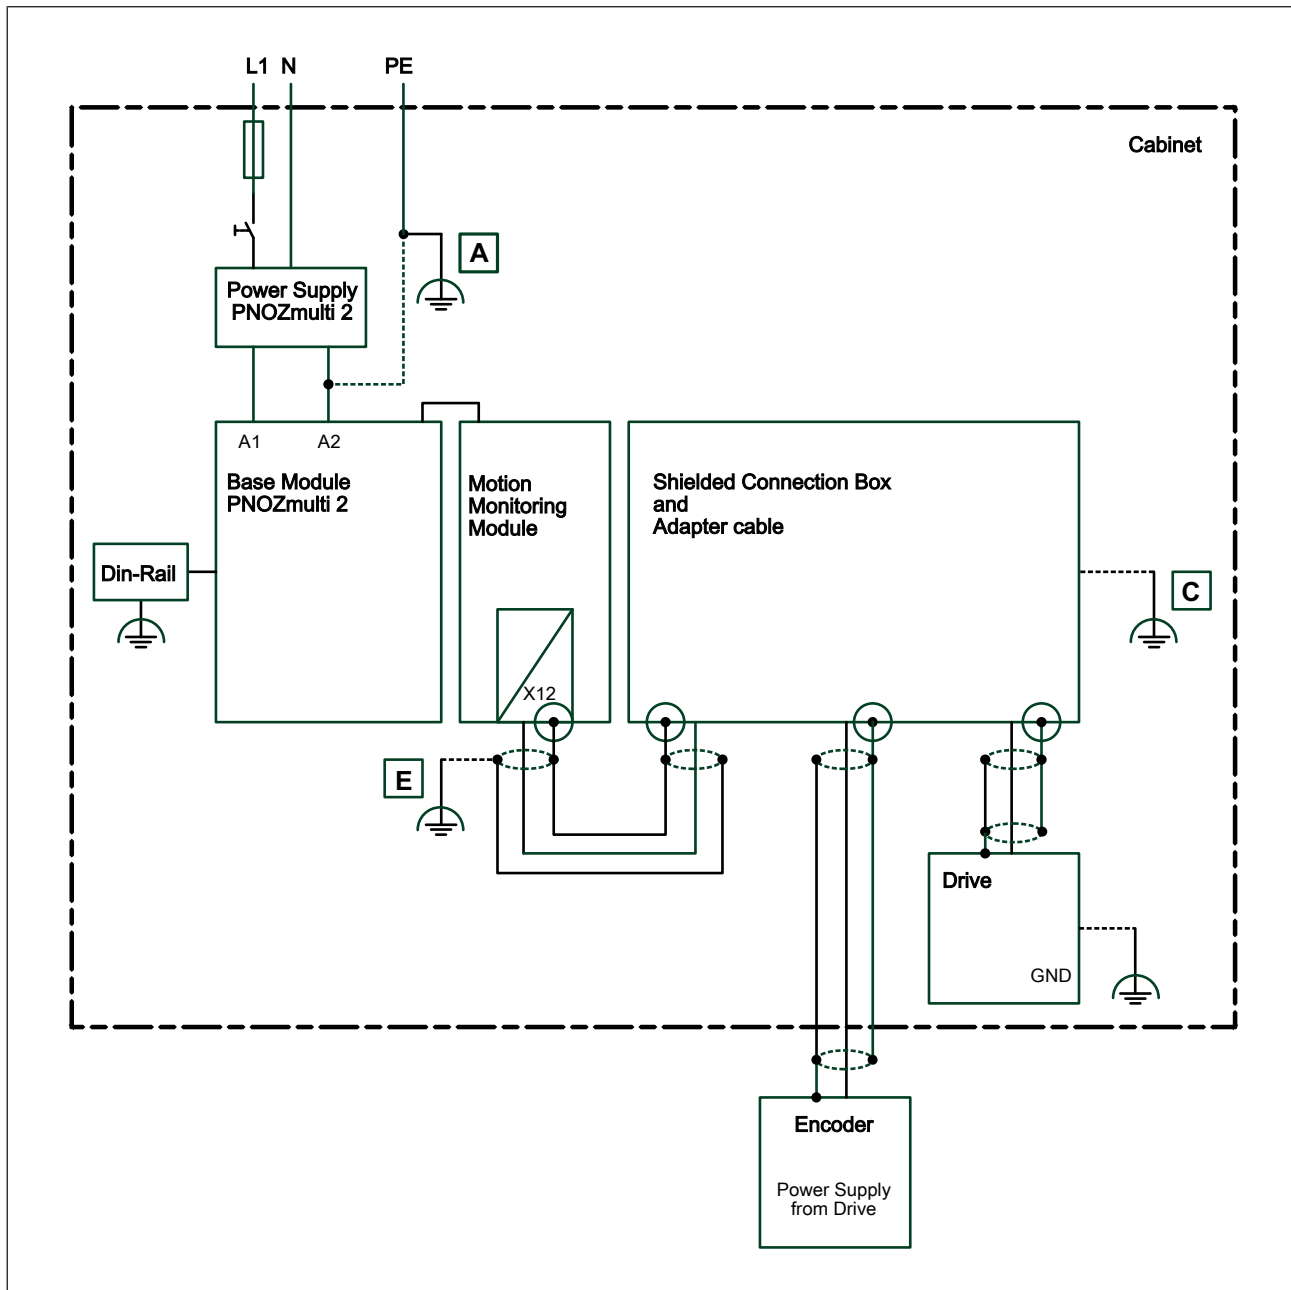 L1 N PE
Cabinet
A
Power Supply
PNOZmulti 2
A1 A2
Base Module
PNOZmulti 2
Motion
Monitoring
Module
Shielded Connection Box
and
Adapter cable
Din-Rail
C
X12
E
Drive
GND
Encoder
Power Supply
from Drive